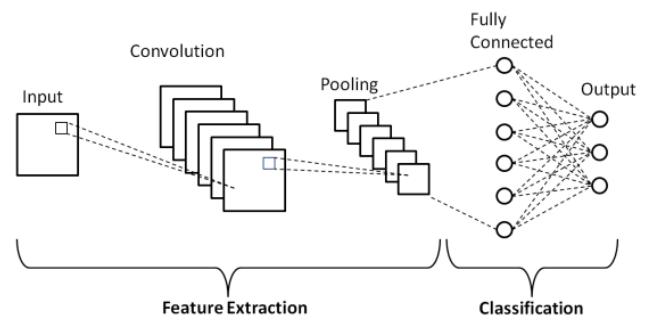 Fully
Connected
Convolution
Pooling
Output
Input
Feature Extraction
Classification